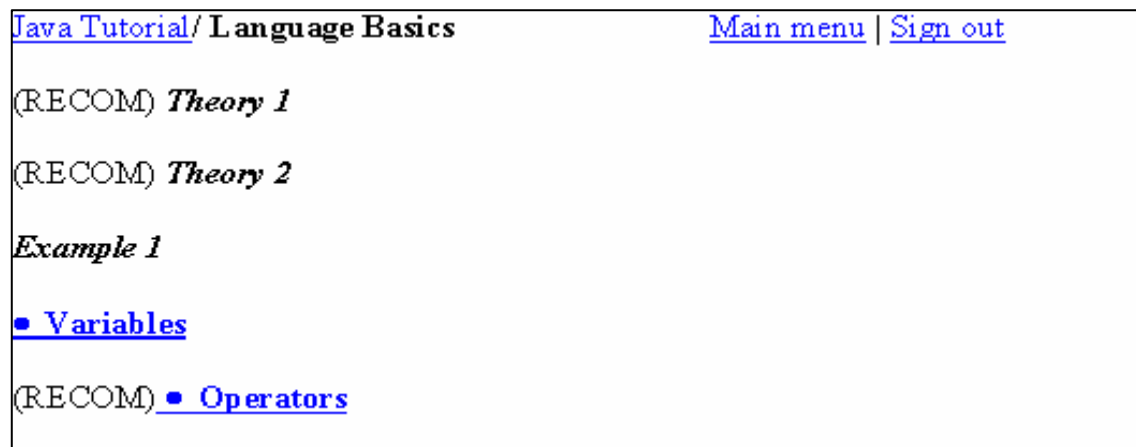 Java Tutorial/ Language Basics Main menu | Sign out
(RECOM) Theory 1
(RECOM) Theory 2
Example 1
• Variables
(RECOM) • Operators